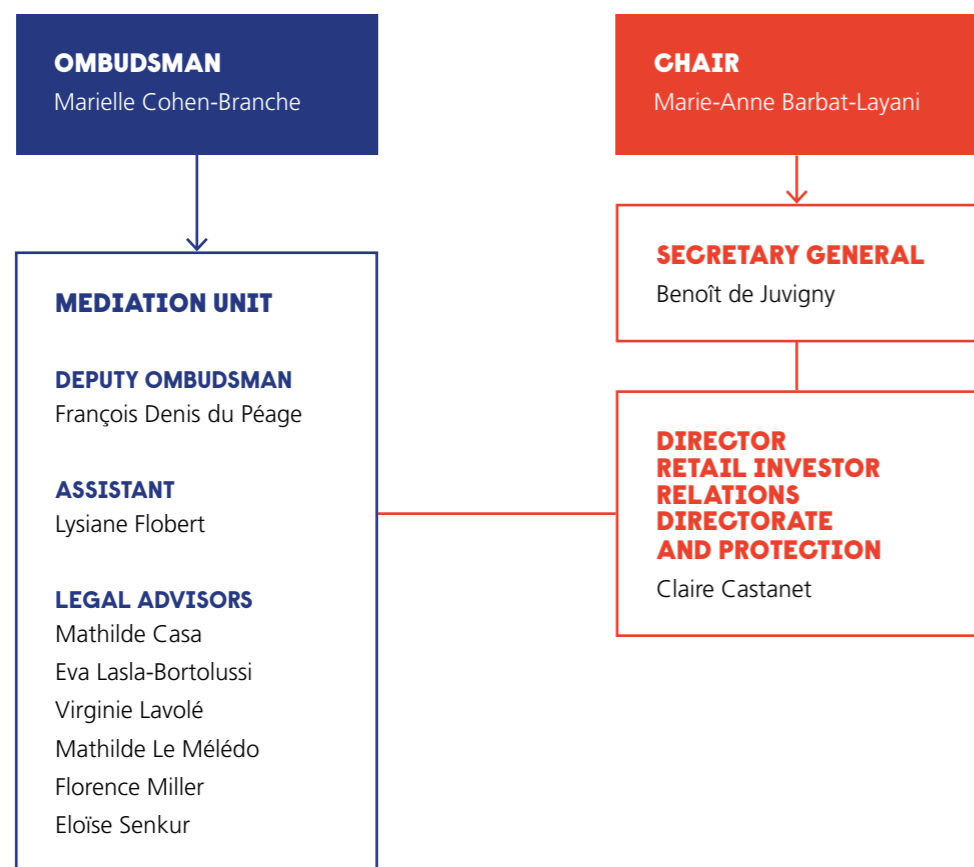 OMBUDSMAN
Marielle Cohen-Branche
CHAIR
Marie-Anne Barbat-Layani
SECRETARY GENERAL
Benoît de Juvigny
MEDIATION UNIT
DEPUTY OMBUDSMAN
François Denis du Péage
ASSISTANT
Lysiane Flobert
LEGAL ADVISORS
Mathilde Casa
Eva Lasla-Bortolussi
Virginie Lavolé
Mathilde Le Mélédo
Florence Miller
Eloïse Senkur
DIRECTOR
RETAIL INVESTOR
RELATIONS
DIRECTORATE
AND PROTECTION
Claire Castanet